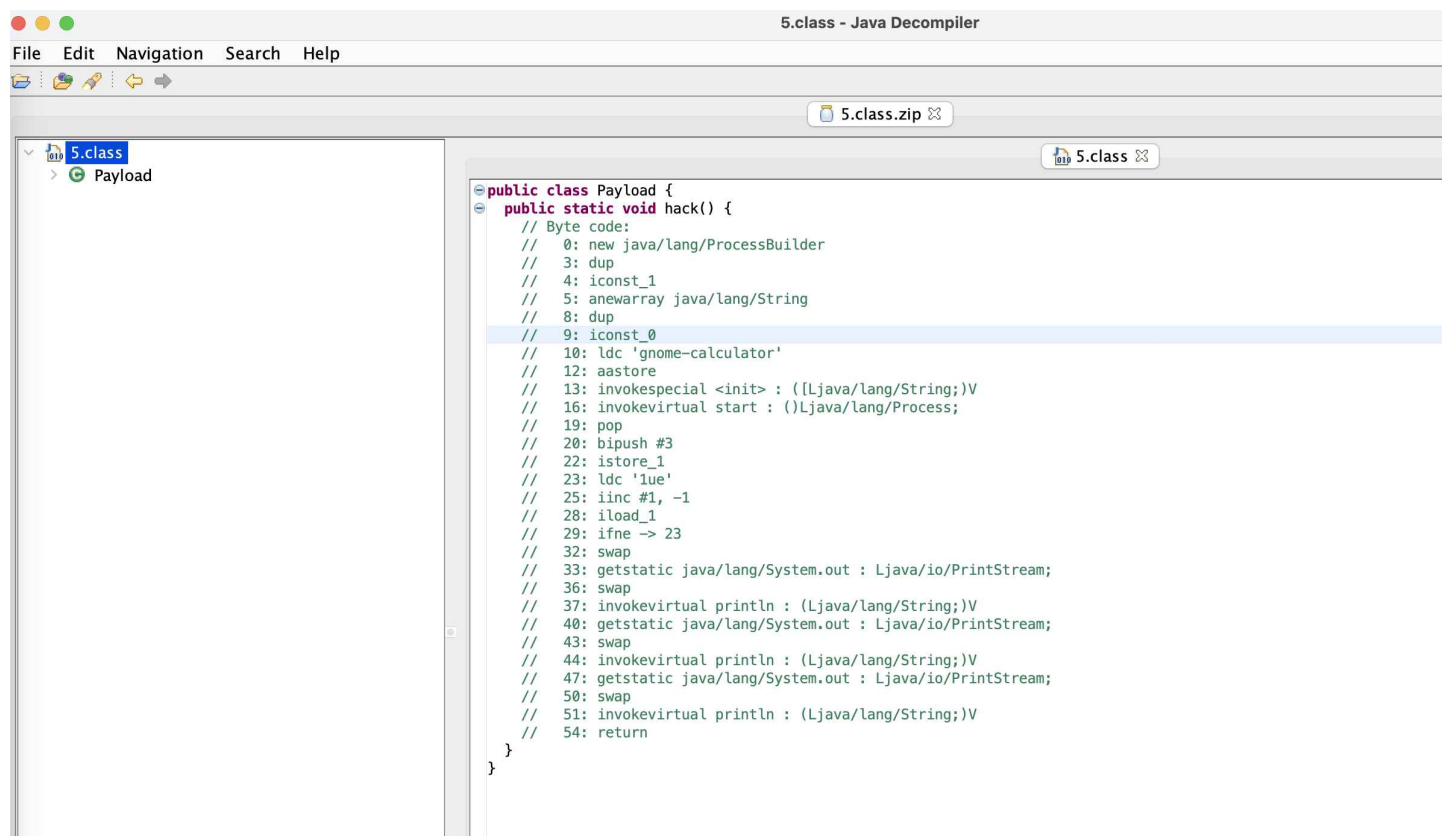 5.class - Java Decompiler
File Edit Navigation Search Help
5.class.zip
5.class
Payload
5.class
public class Payload {
public static void hack() {
// Byte code:
// 0: new java/lang/ProcessBuilder
// 3: dup
// 4: iconst_1
// 5: anewarray java/lang/String
// 8: dup
// 9: iconst_0
// 10: ldc 'gnome-calculator'
// 12: aastore
// 13: invokespecial <init> : ([Ljava/lang/String;)V
// 16: invokevirtual start : ()Ljava/lang/Process;
// 19: pop
// 20: bipush #3
// 22: istore_1
// 23: ldc '1ue'
// 25: iinc #1, -1
// 28: iload_1
// 29: ifne -> 23
// 32: swap
// 33: getstatic java/lang/System.out : Ljava/io/PrintStream;
// 36: swap
// 37: invokevirtual println : (Ljava/lang/String;)V
// 40: getstatic java/lang/System.out : Ljava/io/PrintStream;
// 43: swap
// 44: invokevirtual println : (Ljava/lang/String;)V
// 47: getstatic java/lang/System.out : Ljava/io/PrintStream;
// 50: swap
// 51: invokevirtual println : (Ljava/lang/String;)V
// 54: return
}
}